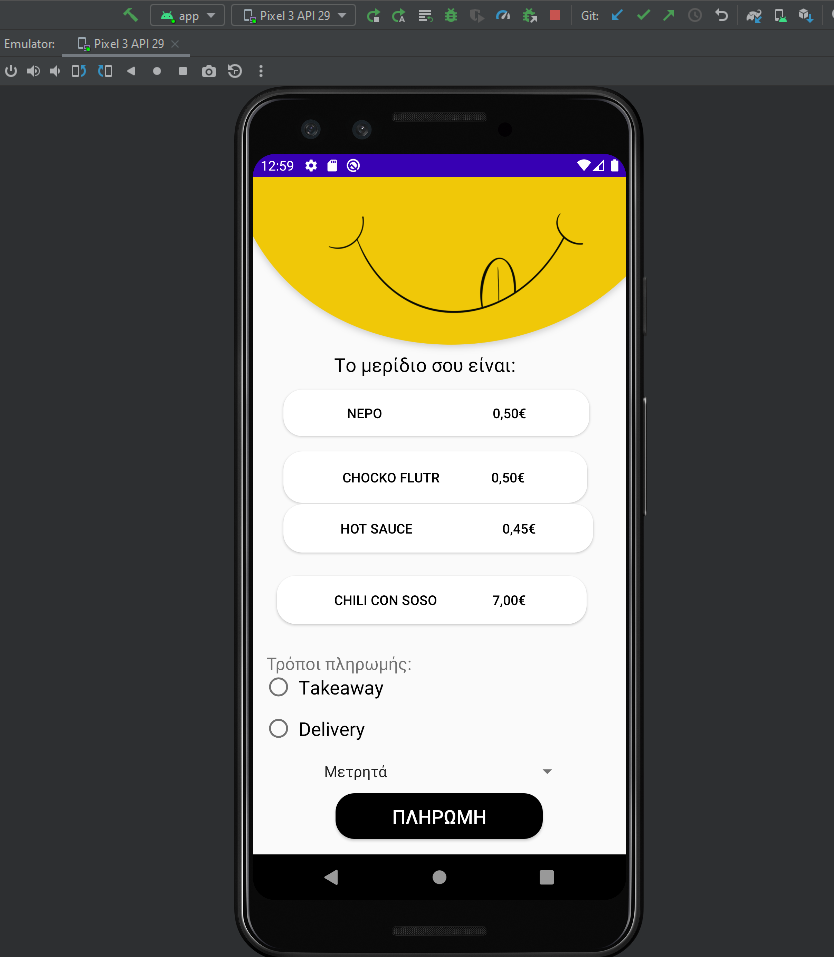 app Pixel 3 API 29 Git:
Emulator: Pixel 3 API 29
12:59
Το μερίδιο σου είναι:
ΝΕΡΟ 0,50€
CHOCKO FLUTR 0,50€
HOT SAUCE 0,45€
CHILI CON SOSO 7,00€
Τρόποι πληρωμής:
Takeaway
Delivery
Μετρητά
ΠΛΗΡΩΜΗ